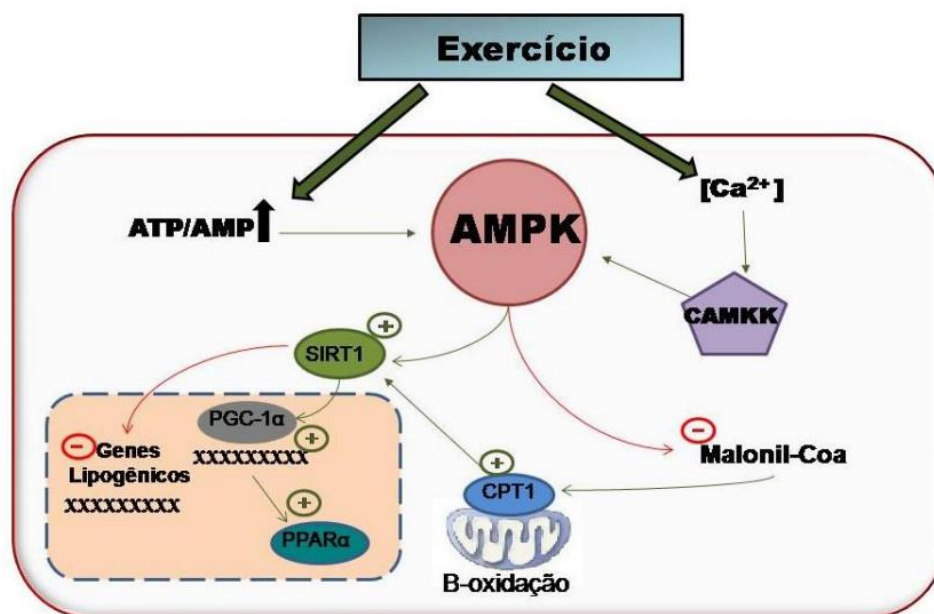 Exercício
[Ca²⁺]
ATP/AMP
AMPK
CAMKK
+
SIRT1
PGC-1α
-
-
Genes
+
Malonil-Coa
Lipogênicos
xxxxxxxxx
+
CPT1
xxxxxxxxx
+
PPARα
B-oxidação